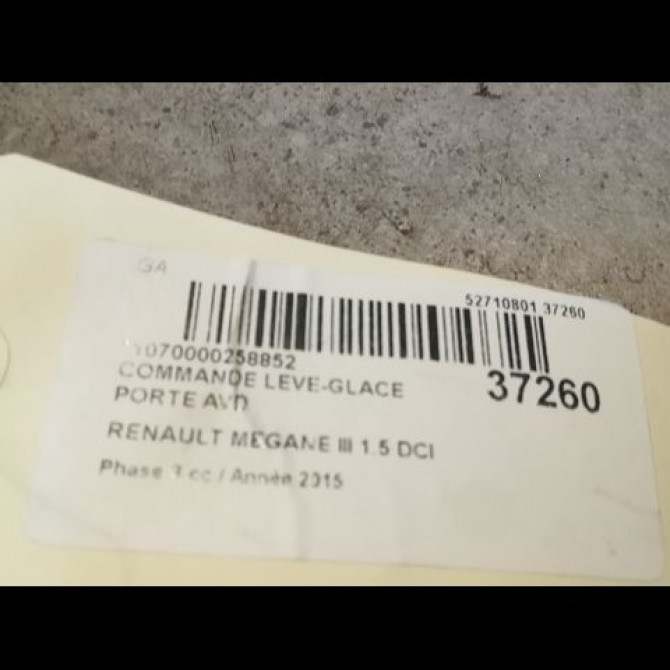 GA
52710801 37260
1070000258852
37260
COMMANDE LEVE-GLACE
PORTE AVD
RENAULT MEGANE III 1.5 DCI
Phase 3 cc / Année 2015